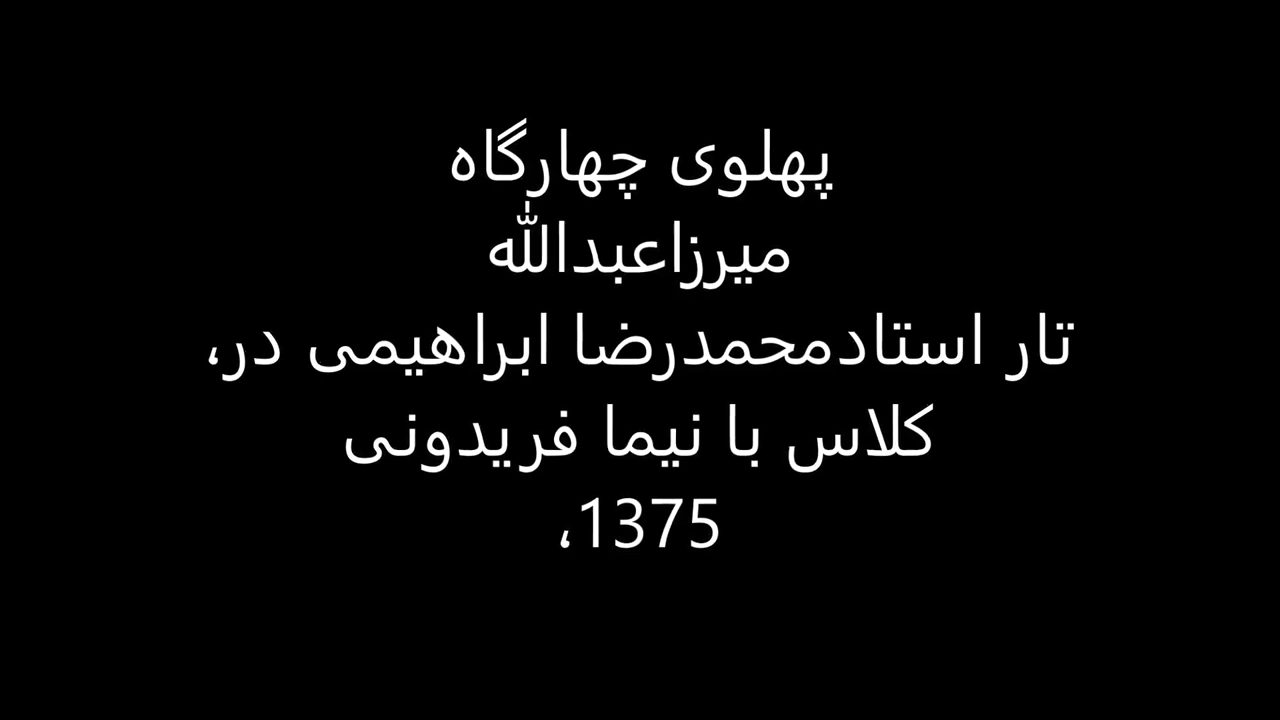 پهلوی چهارگاه
میرزاعبدالله
تار استادمحمدرضا ابراهیمی در،
کلاس با نیما فریدونی
1375،